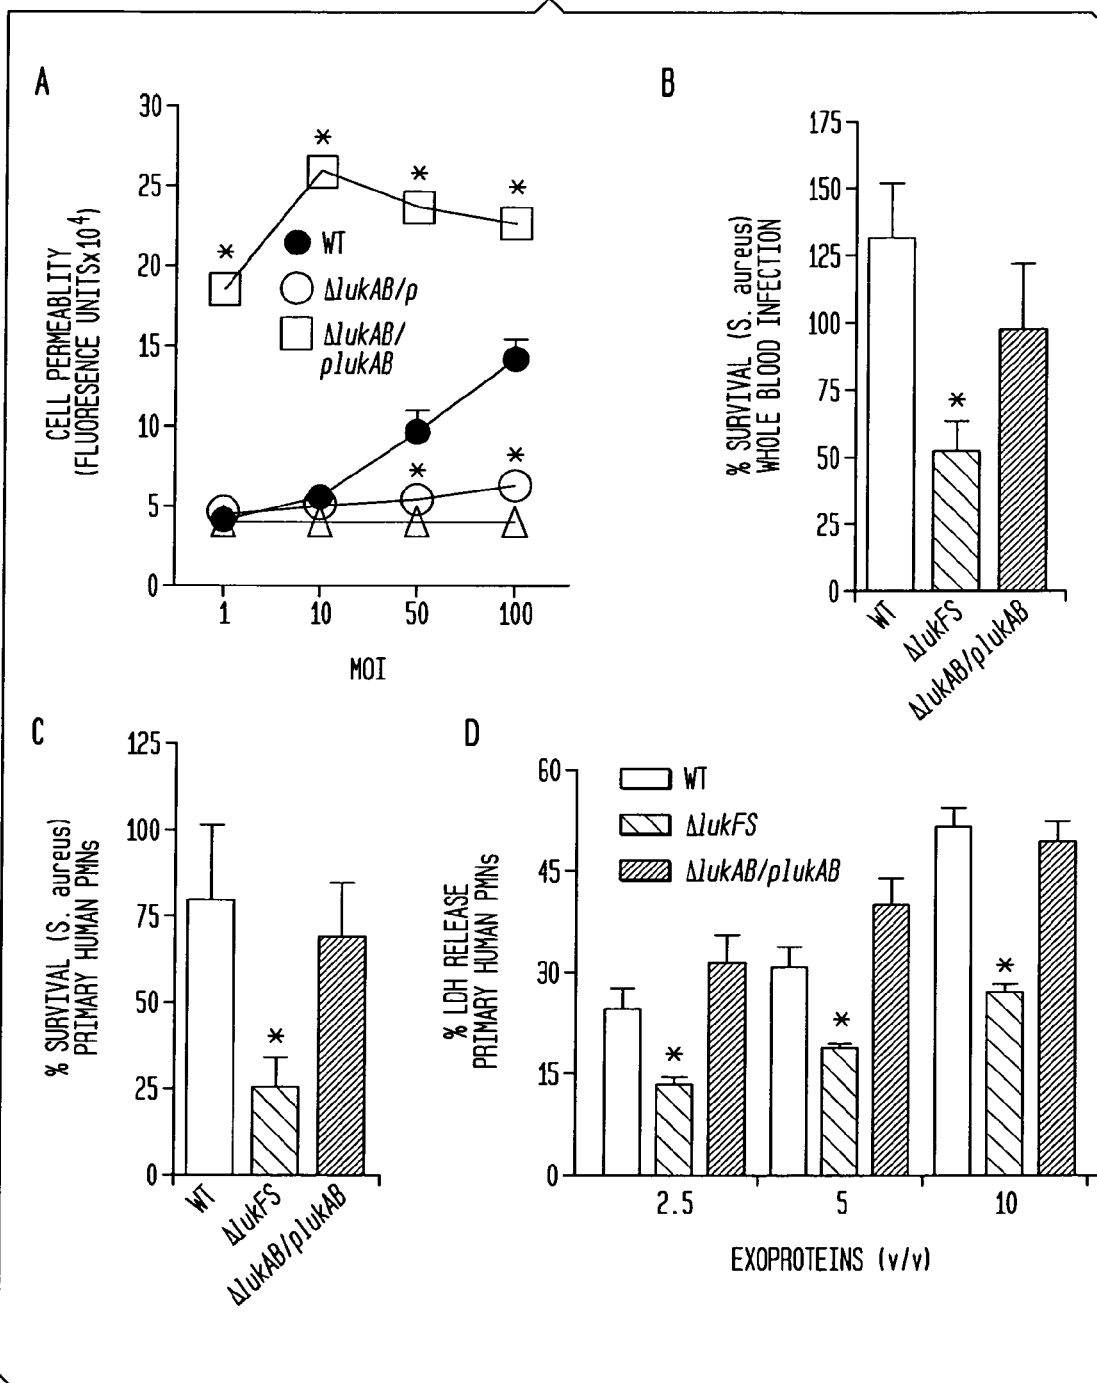 A
30
25
20
15
10
5
0
CELL PERMEABLITY
(FLUORESENCE UNITSx10⁴)
*
*
*
*
*
*
WT
ΔlukAB/p
ΔlukAB/
plukAB
1 10 50 100
MOI
B
175
150
125
100
75
50
25
0
% SURVIVAL (S. aureus)
WHOLE BLOOD INFECTION
*
WT
ΔlukFS
ΔlukAB/plukAB
C
125
100
75
50
25
0
% SURVIVAL (S. aureus)
PRIMARY HUMAN PMNs
*
WT
ΔlukFS
ΔlukAB/plukAB
D
60
45
30
15
0
% LDH RELEASE
PRIMARY HUMAN PMNs
WT
ΔlukFS
ΔlukAB/plukAB
*
*
*
2.5 5 10
EXOPROTEINS (v/v)